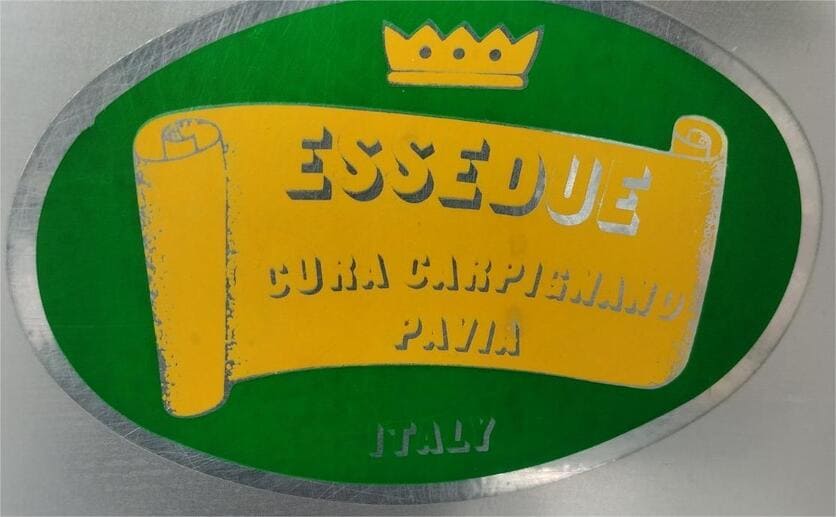 ESSEDUE
CURA CARPIGNANO
PAVIA
ITALY